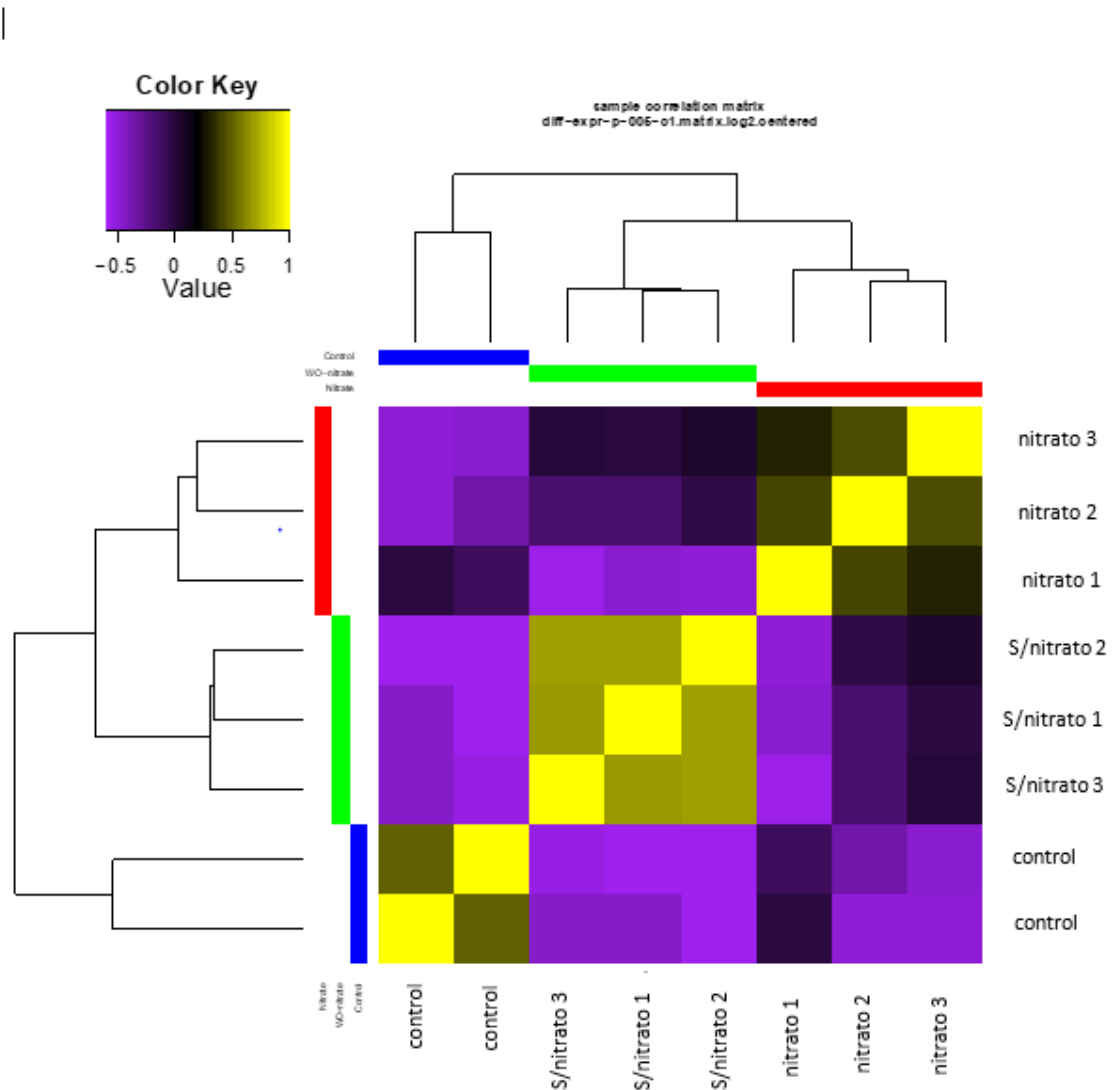 Color Key
-0.5 0 0.5 1
Value
sample correlation matrix
diff-expr-p-005-c1.matrix.log2.centered
Control
WO-nitrate
Nitrate
nitrato 3
nitrato 2
nitrato 1
S/nitrato 2
S/nitrato 1
S/nitrato 3
control
control
Nitrate
WO-nitrate
Control
control
control
S/nitrato 3
S/nitrato 1
S/nitrato 2
nitrato 1
nitrato 2
nitrato 3